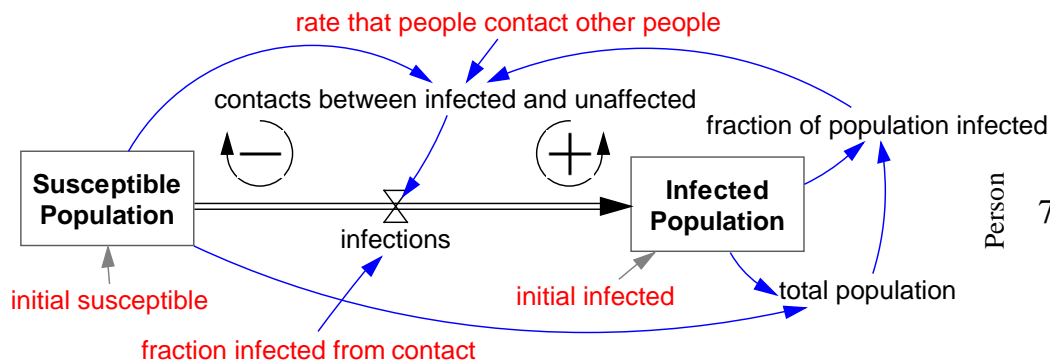 rate that people contact other people
contacts between infected and unaffected
fraction of population infected
Susceptible
Population
Infected
Population
Person
7
infections
initial susceptible
initial infected
total population
fraction infected from contact